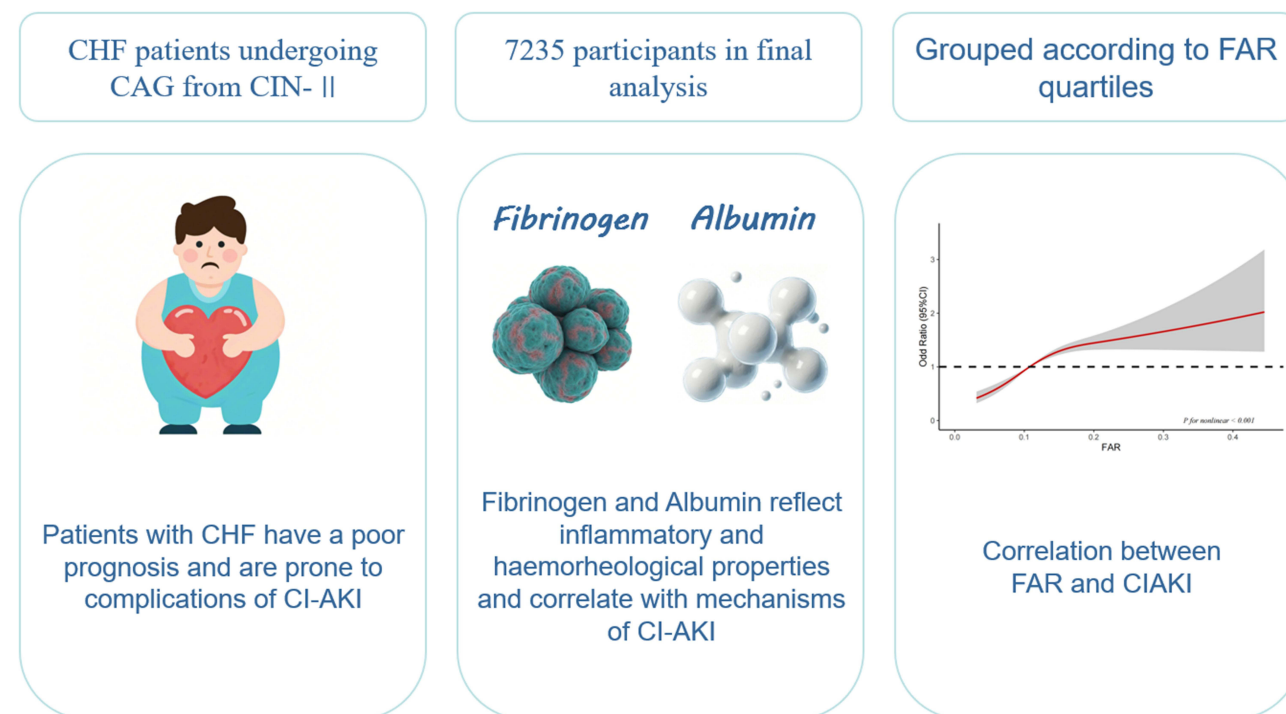 CHF patients undergoing
CAG from CIN- II
7235 participants in final
analysis
Grouped according to FAR
quartiles
Patients with CHF have a poor
prognosis and are prone to
complications of CI-AKI
Fibrinogen Albumin
Fibrinogen and Albumin reflect
inflammatory and
haemorheological properties
and correlate with mechanisms
of CI-AKI
Odd Ratio (95%CI)
3
2
1
0
P for nonlinear < 0.001
0.0 0.1 0.2 0.3 0.4
FAR
Correlation between
FAR and CIAKI